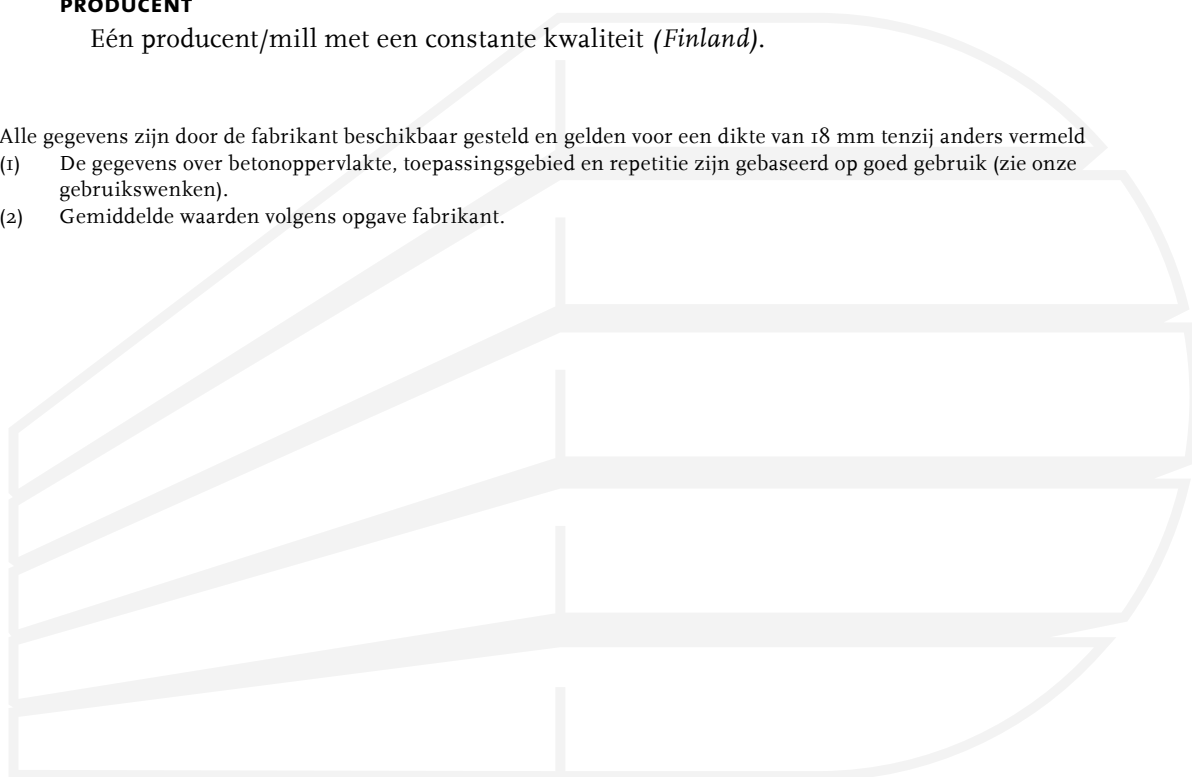 PRODUCENT
Eén producent/mill met een constante kwaliteit (Finland).
Alle gegevens zijn door de fabrikant beschikbaar gesteld en gelden voor een dikte van 18 mm tenzij anders vermeld
(1) De gegevens over betonoppervlakte, toepassingsgebied en repetitie zijn gebaseerd op goed gebruik (zie onze
gebruikswenken).
(2) Gemiddelde waarden volgens opgave fabrikant.